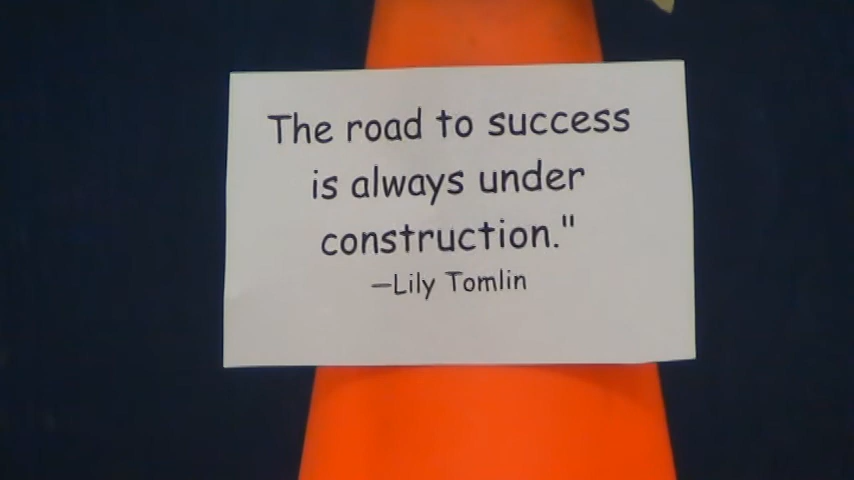 The road to success
is always under
construction."
—Lily Tomlin